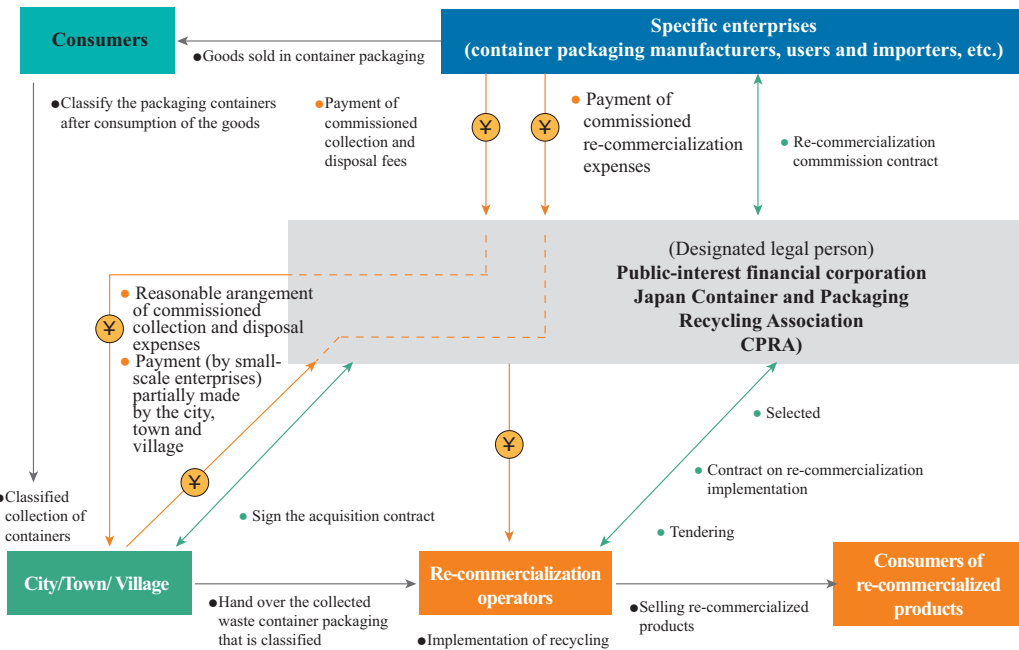 Consumers
Specific enterprises
(container packaging manufacturers, users and importers, etc.)
●Goods sold in container packaging
●Classify the packaging containers
after consumption of the goods
●Payment of
commissioned
collection and
disposal fees
¥
¥
●Payment of
commissioned
re-commercialization
expenses
●Re-commercialization
commmission contract
(Designated legal person)
Public-interest financial corporation
Japan Container and Packaging
Recycling Association
CPRA)
¥
●Reasonable arangement
of commissioned
collection and disposal
expenses
●Payment (by small-
scale enterprises)
partially made
by the city,
town and
village
¥
¥
●Selected
●Contract on re-commercialization
implementation
●Tendering
●Classified
collection of
containers
●Sign the acquisition contract
City/Town/ Village
Re-commercialization
operators
Consumers of
re-commercialized
products
●Hand over the collected
waste container packaging
that is classified
●Implementation of recycling
●Selling re-commercialized
products